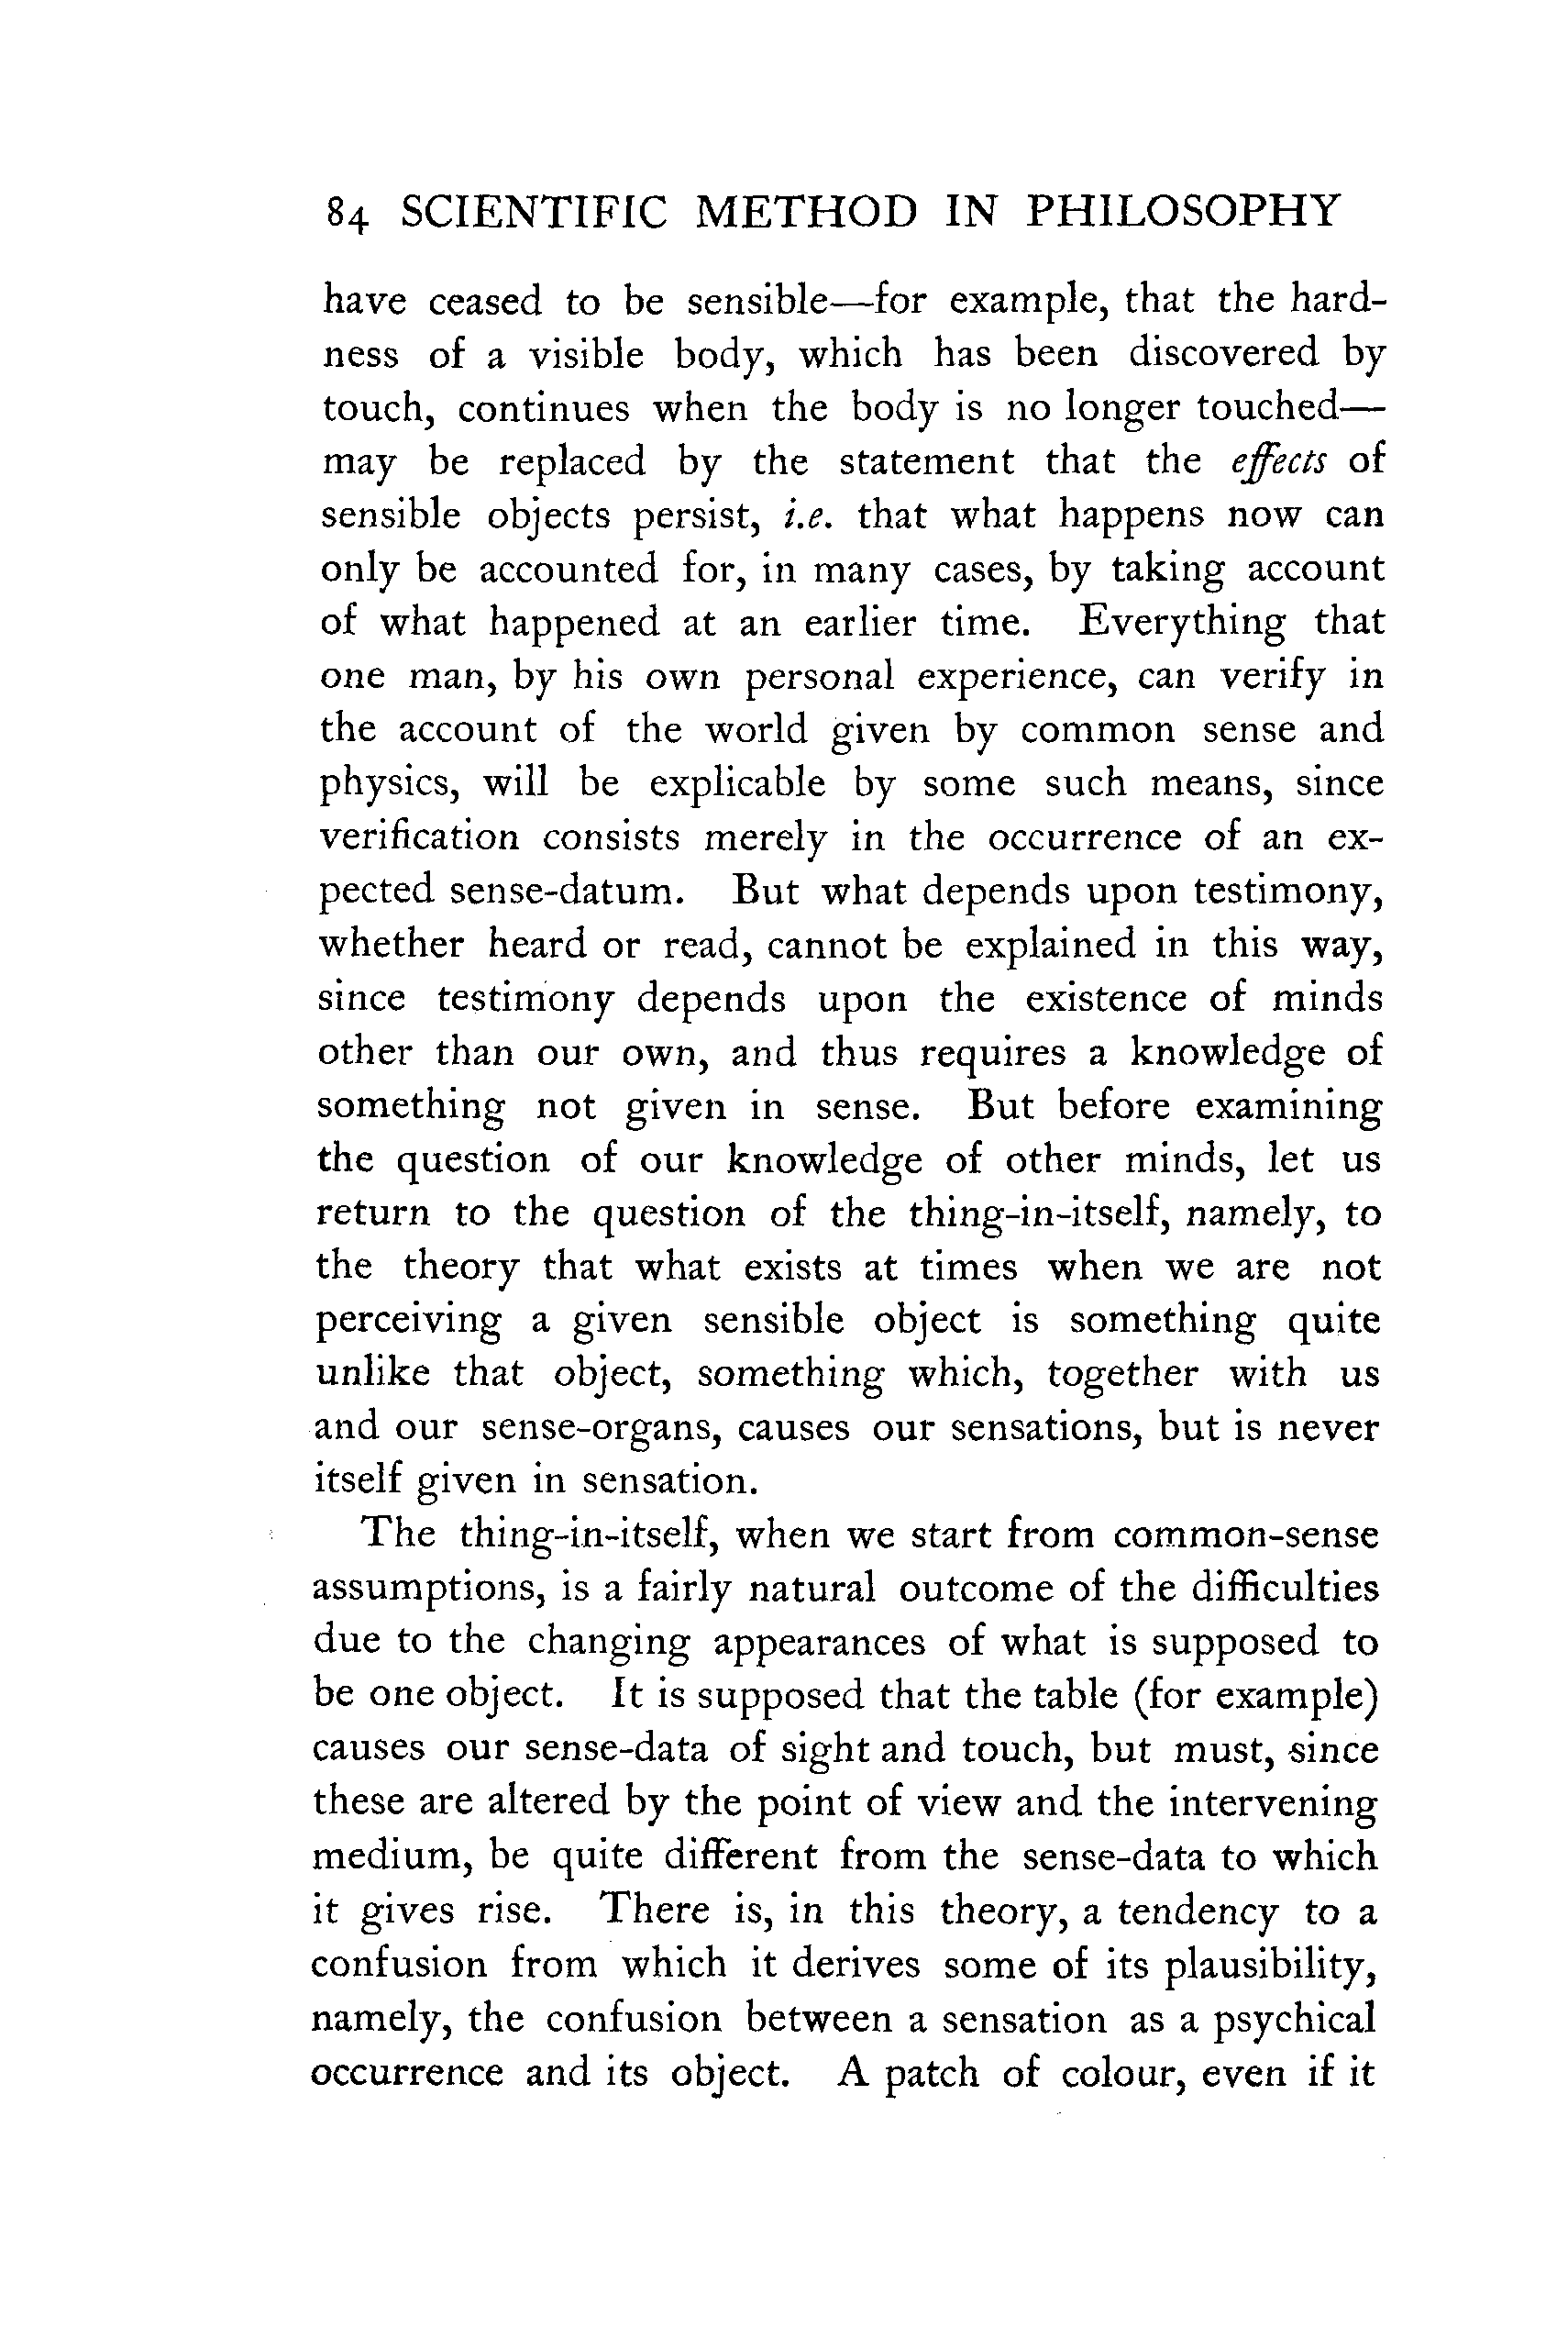 84 SCIENTIFIC METHOD IN PHILOSOPHY
have ceased to be sensible—for example, that the hard-
ness of a visible body, which has been discovered by
touch, continues when the body is no longer touched—
may be replaced by the statement that the effects of
sensible objects persist, i.e. that what happens now can
only be accounted for, in many cases, by taking account
of what happened at an earlier time. Everything that
one man, by his own personal experience, can verify in
the account of the world given by common sense and
physics, will be explicable by some such means, since
verification consists merely in the occurrence of an ex-
pected sense-datum. But what depends upon testimony,
whether heard or read, cannot be explained in this way,
since testimony depends upon the existence of minds
other than our own, and thus requires a knowledge of
something not given in sense. But before examining
the question of our knowledge of other minds, let us
return to the question of the thing-in-itself, namely, to
the theory that what exists at times when we are not
perceiving a given sensible object is something quite
unlike that object, something which, together with us
and our sense-organs, causes our sensations, but is never
itself given in sensation.
The thing-in-itself, when we start from common-sense
assumptions, is a fairly natural outcome of the difficulties
due to the changing appearances of what is supposed to
be one object. It is supposed that the table (for example)
causes our sense-data of sight and touch, but must, since
these are altered by the point of view and the intervening
medium, be quite different from the sense-data to which
it gives rise. There is, in this theory, a tendency to a
confusion from which it derives some of its plausibility,
namely, the confusion between a sensation as a psychical
occurrence and its object. A patch of colour, even if it